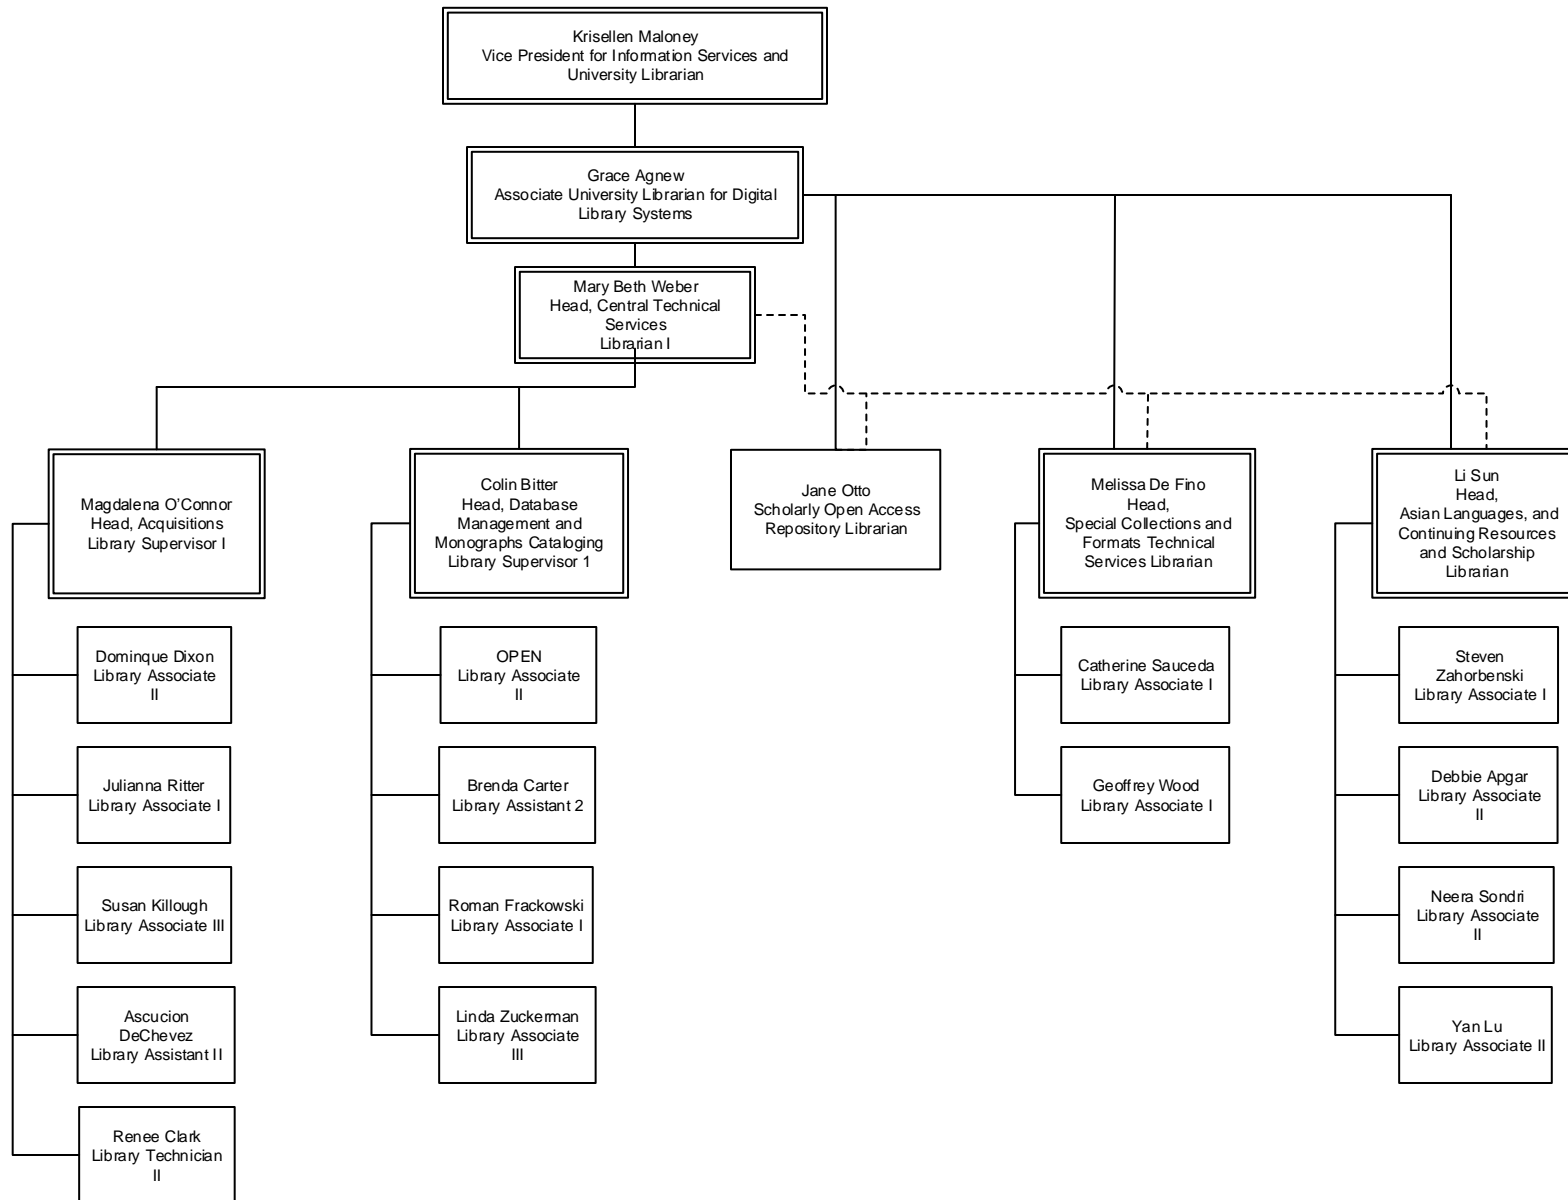 Krisellen Maloney
Vice President for Information Services and
University Librarian
Grace Agnew
Associate University Librarian for Digital
Library Systems
Mary Beth Weber
Head, Central Technical
Services
Librarian I
Magdalena O’Connor
Head, Acquisitions
Library Supervisor I
Colin Bitter
Head, Database
Management and
Monographs Cataloging
Library Supervisor 1
Jane Otto
Scholarly Open Access
Repository Librarian
Melissa De Fino
Head,
Special Collections and
Formats Technical
Services Librarian
Li Sun
Head,
Asian Languages, and
Continuing Resources
and Scholarship
Librarian
Dominque Dixon
Library Associate
II
Julianna Ritter
Library Associate I
Susan Killough
Library Associate III
Ascucion
DeChevez
Library Assistant II
Renee Clark
Library Technician
II
OPEN
Library Associate
II
Brenda Carter
Library Assistant 2
Roman Frackowski
Library Associate I
Linda Zuckerman
Library Associate
III
Catherine Sauceda
Library Associate I
Geoffrey Wood
Library Associate I
Steven
Zahorbenski
Library Associate I
Debbie Apgar
Library Associate
II
Neera Sondri
Library Associate
II
Yan Lu
Library Associate II